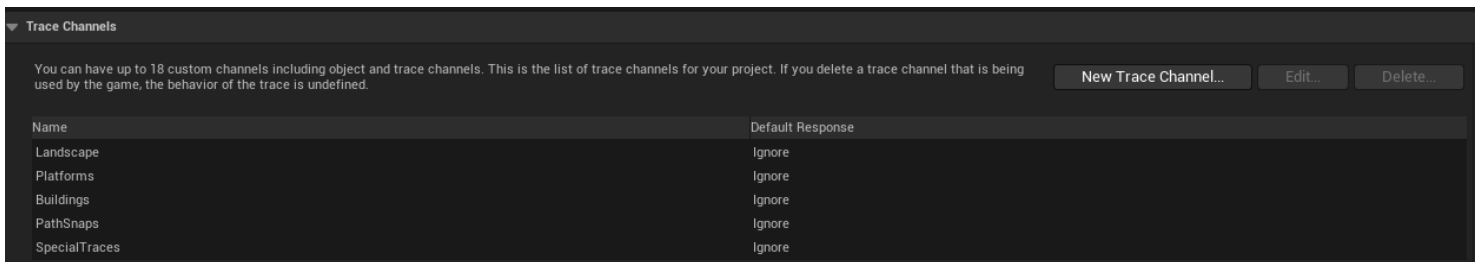 Trace Channels
You can have up to 18 custom channels including object and trace channels. This is the list of trace channels for your project. If you delete a trace channel that is being
used by the game, the behavior of the trace is undefined.
New Trace Channel... Edit... Delete...
Name Default Response
Landscape Ignore
Platforms Ignore
Buildings Ignore
PathSnaps Ignore
SpecialTraces Ignore